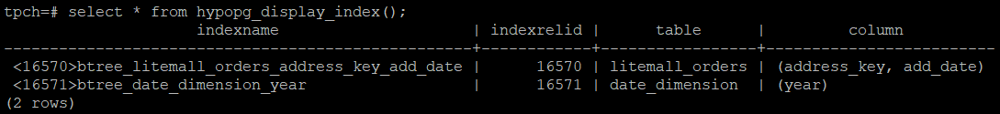 tpch=# select * from hypopg_display_index();
indexname | indexrelid | table | column
--------------------------------------------------+------------+-----------------+--------------------------
<16570>btree_litemall_orders_address_key_add_date | 16570 | litemall_orders | (address_key, add_date)
<16571>btree_date_dimension_year | 16571 | date_dimension | (year)
(2 rows)